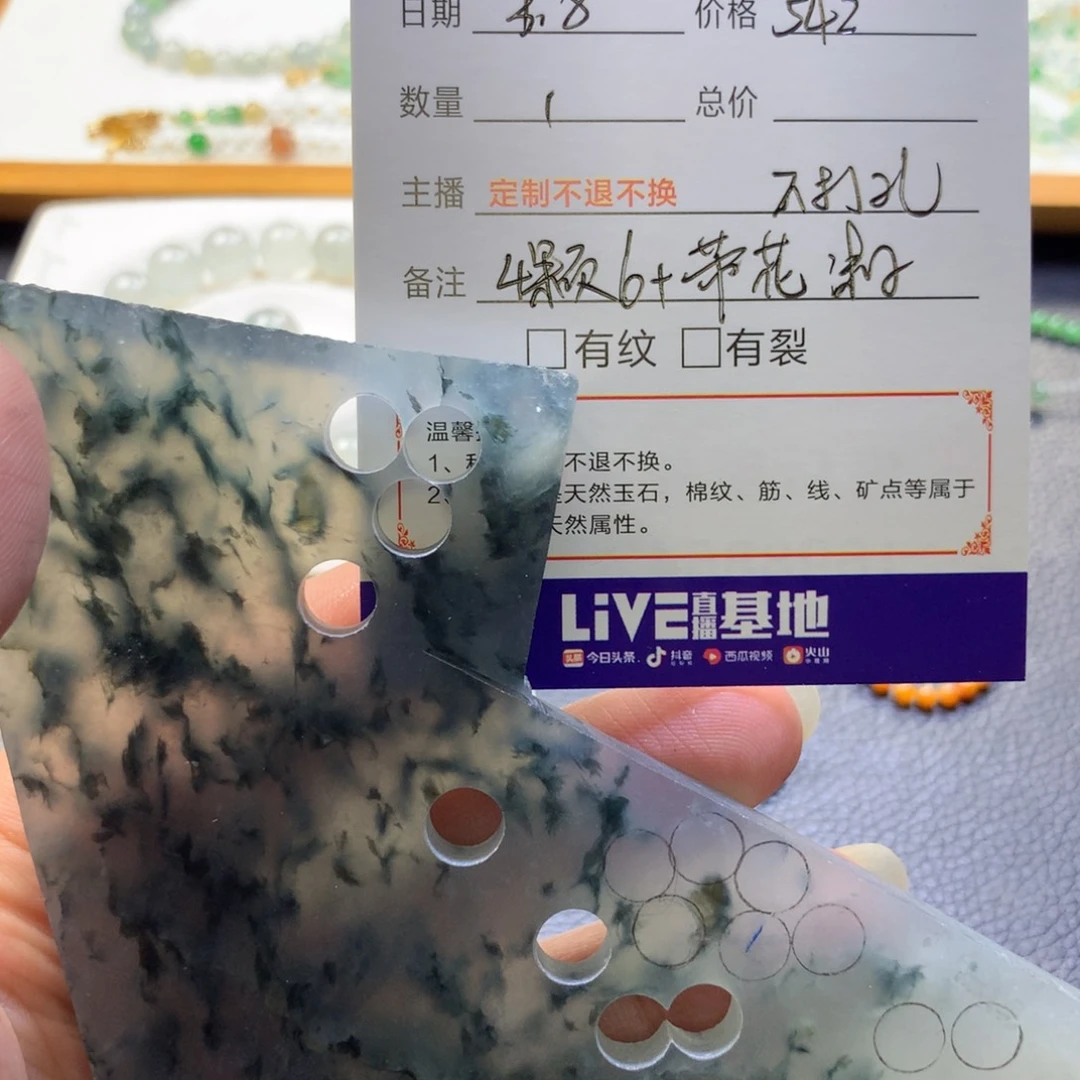 日期 3.8 价格 542
数量 1 总价
主播 定制不退不换 不打孔
备注 4颗6+带花
有纹 有裂
温馨
1、 不退不换。
2、 天然玉石，棉纹、筋、线、矿点等属于
天然属性。
LiVE直播基地
今日头条 抖音 西瓜视频 火山